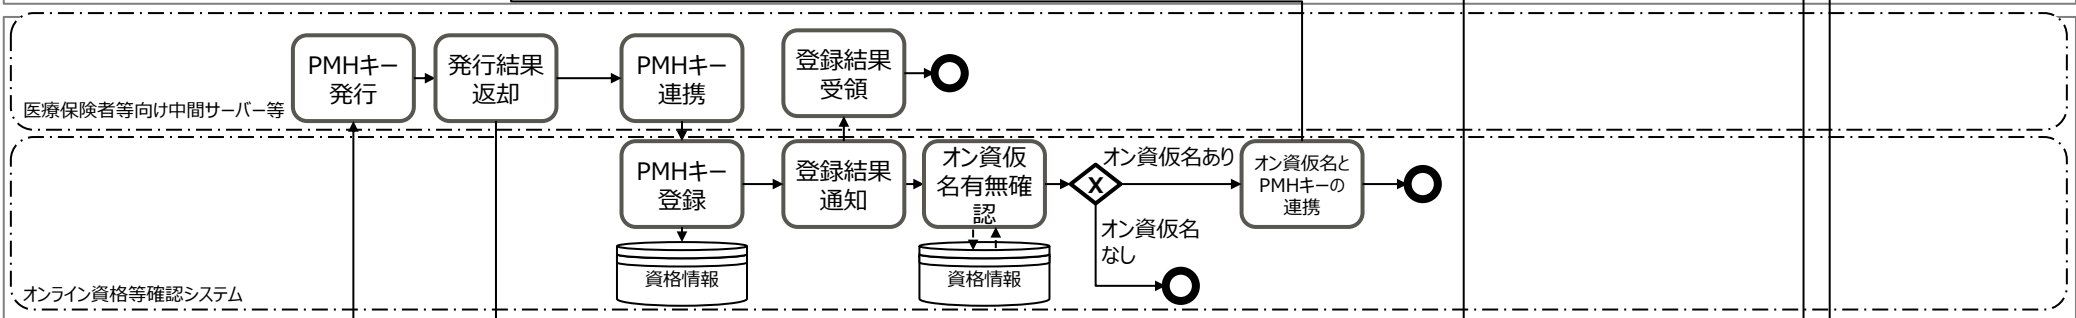 PMHキー
発行
発行結果
返却
PMHキー
連携
登録結果
受領
医療保険者等向け中間サーバー等
PMHキー
登録
登録結果
通知
オン資仮
名有無確
認
X
オン資仮名あり
オン資仮名と
PMHキーの
連携
オン資仮名
なし
資格情報
資格情報
オンライン資格等確認システム